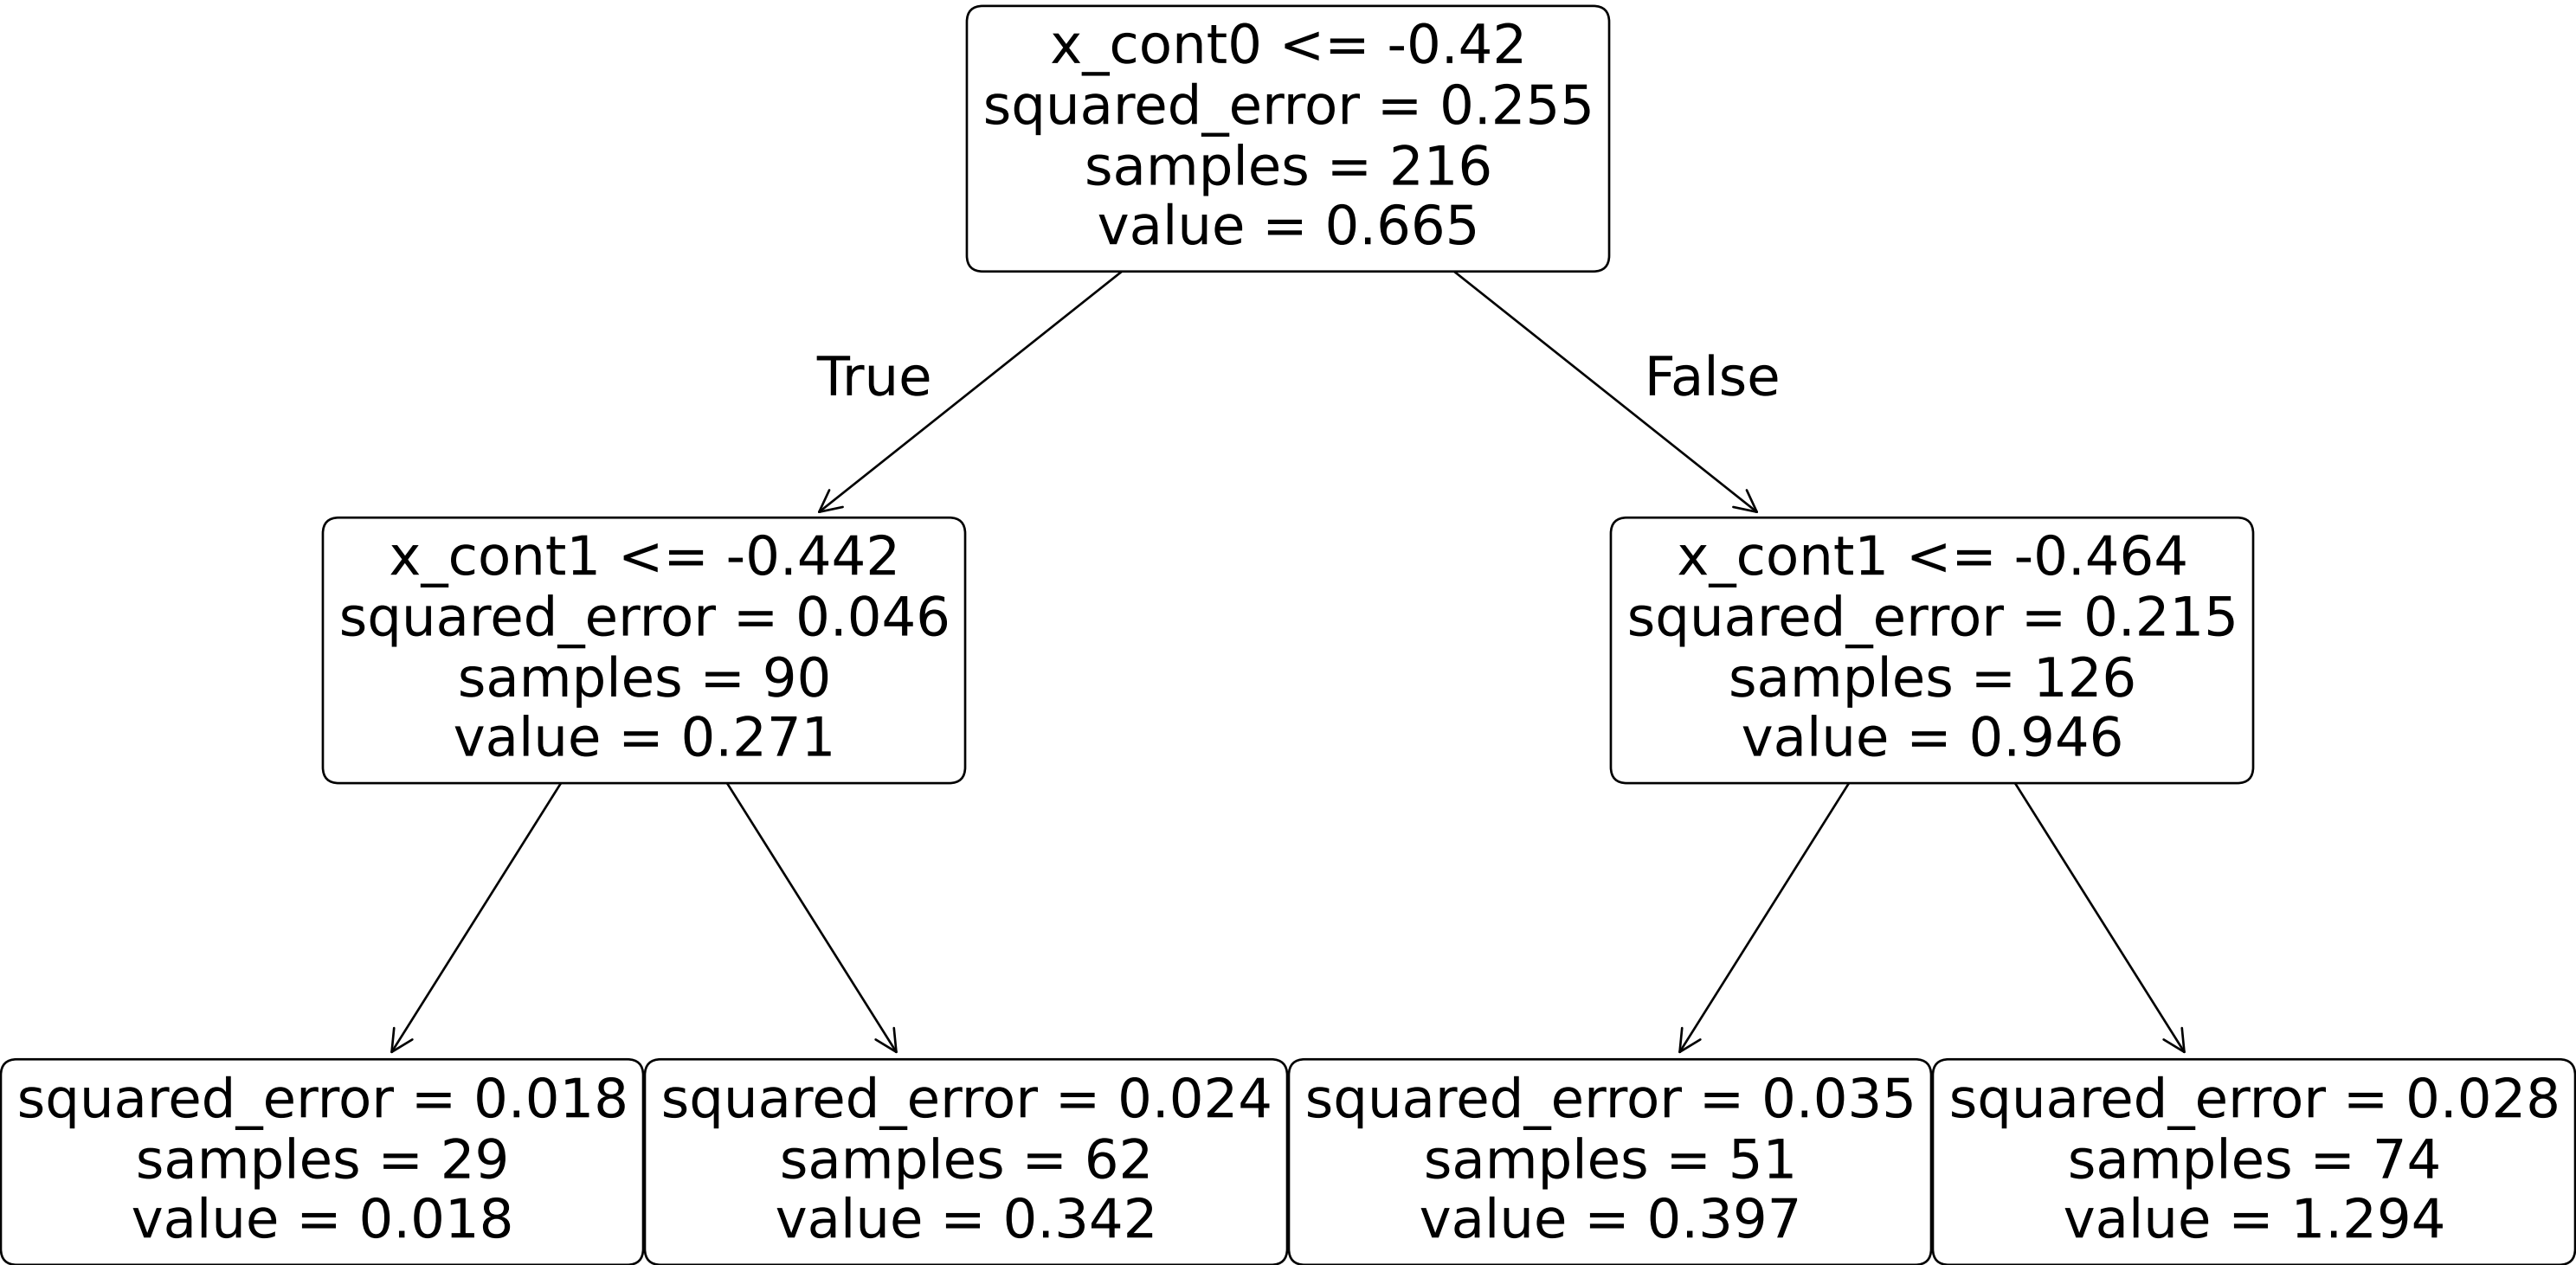 x_cont0 <= -0.42
squared_error = 0.255
samples = 216
value = 0.665
True
False
x_cont1 <= -0.442
squared_error = 0.046
samples = 90
value = 0.271
x_cont1 <= -0.464
squared_error = 0.215
samples = 126
value = 0.946
squared_error = 0.018
samples = 29
value = 0.018
squared_error = 0.024
samples = 62
value = 0.342
squared_error = 0.035
samples = 51
value = 0.397
squared_error = 0.028
samples = 74
value = 1.294